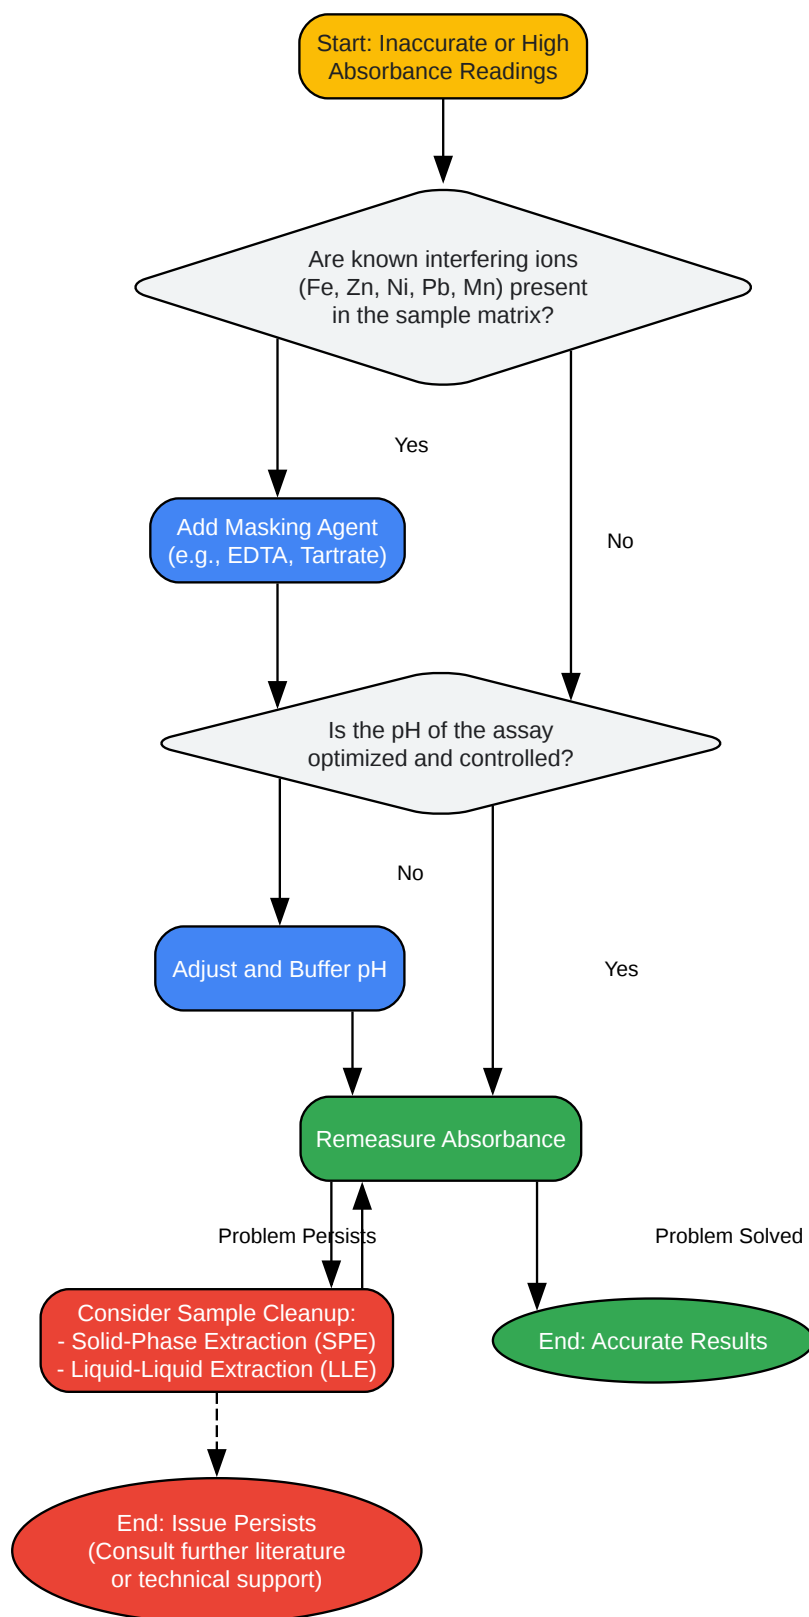 Start: Inaccurate or High
Absorbance Readings
Are known interfering ions
(Fe, Zn, Ni, Pb, Mn) present
in the sample matrix?
Yes
Add Masking Agent
(e.g., EDTA, Tartrate)
No
Is the pH of the assay
optimized and controlled?
No
Adjust and Buffer pH
Yes
Remeasure Absorbance
Problem Persists
Problem Solved
Consider Sample Cleanup:
- Solid-Phase Extraction (SPE)
- Liquid-Liquid Extraction (LLE)
End: Accurate Results
End: Issue Persists
(Consult further literature
or technical support)